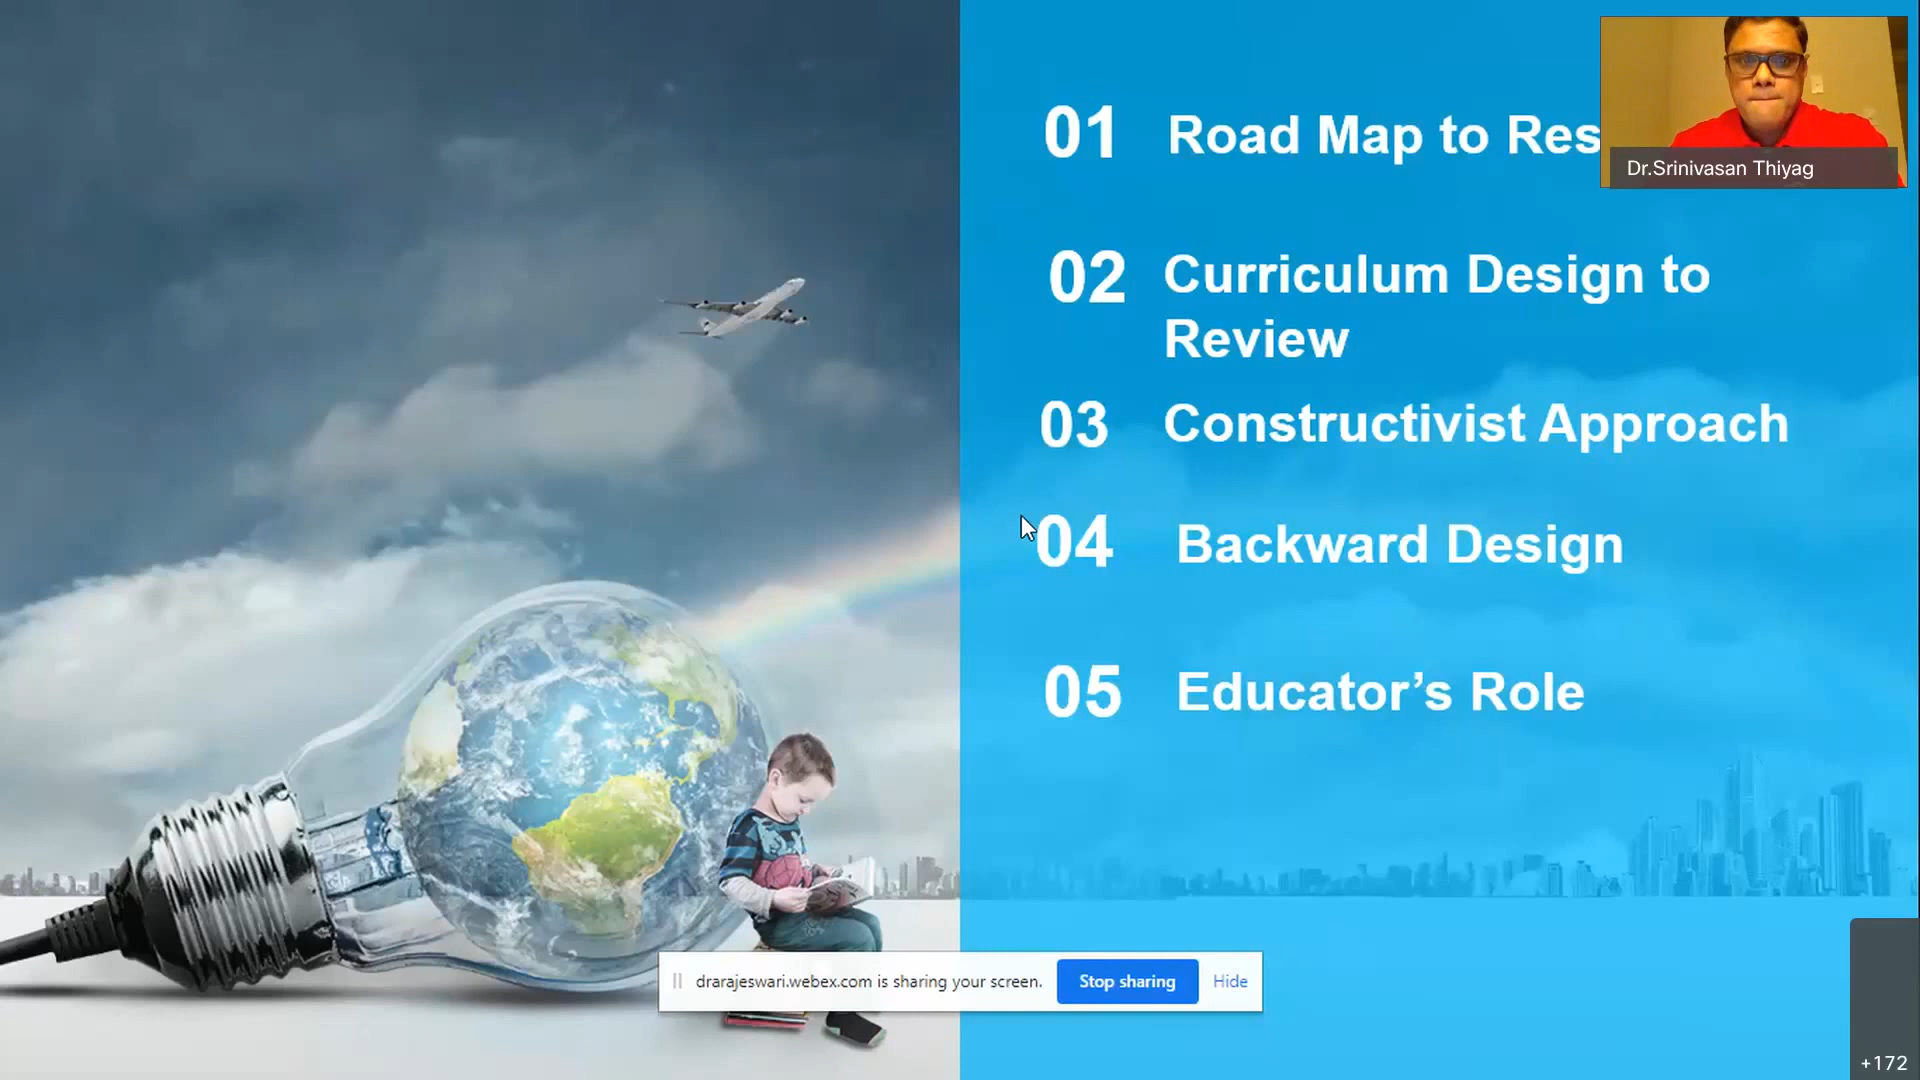 01 Road Map to Res
Dr.Srinivasan Thiyag
02 Curriculum Design to
Review
03 Constructivist Approach
04 Backward Design
05 Educator’s Role
drarajeswari.webex.com is sharing your screen. Stop sharing Hide
+172